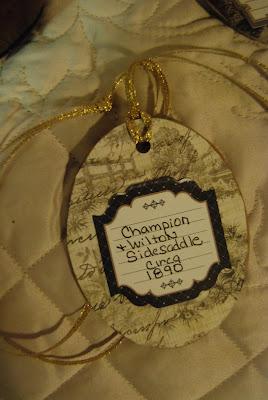 Champion
+ Wilton
Sidesaddle
Circa
1890